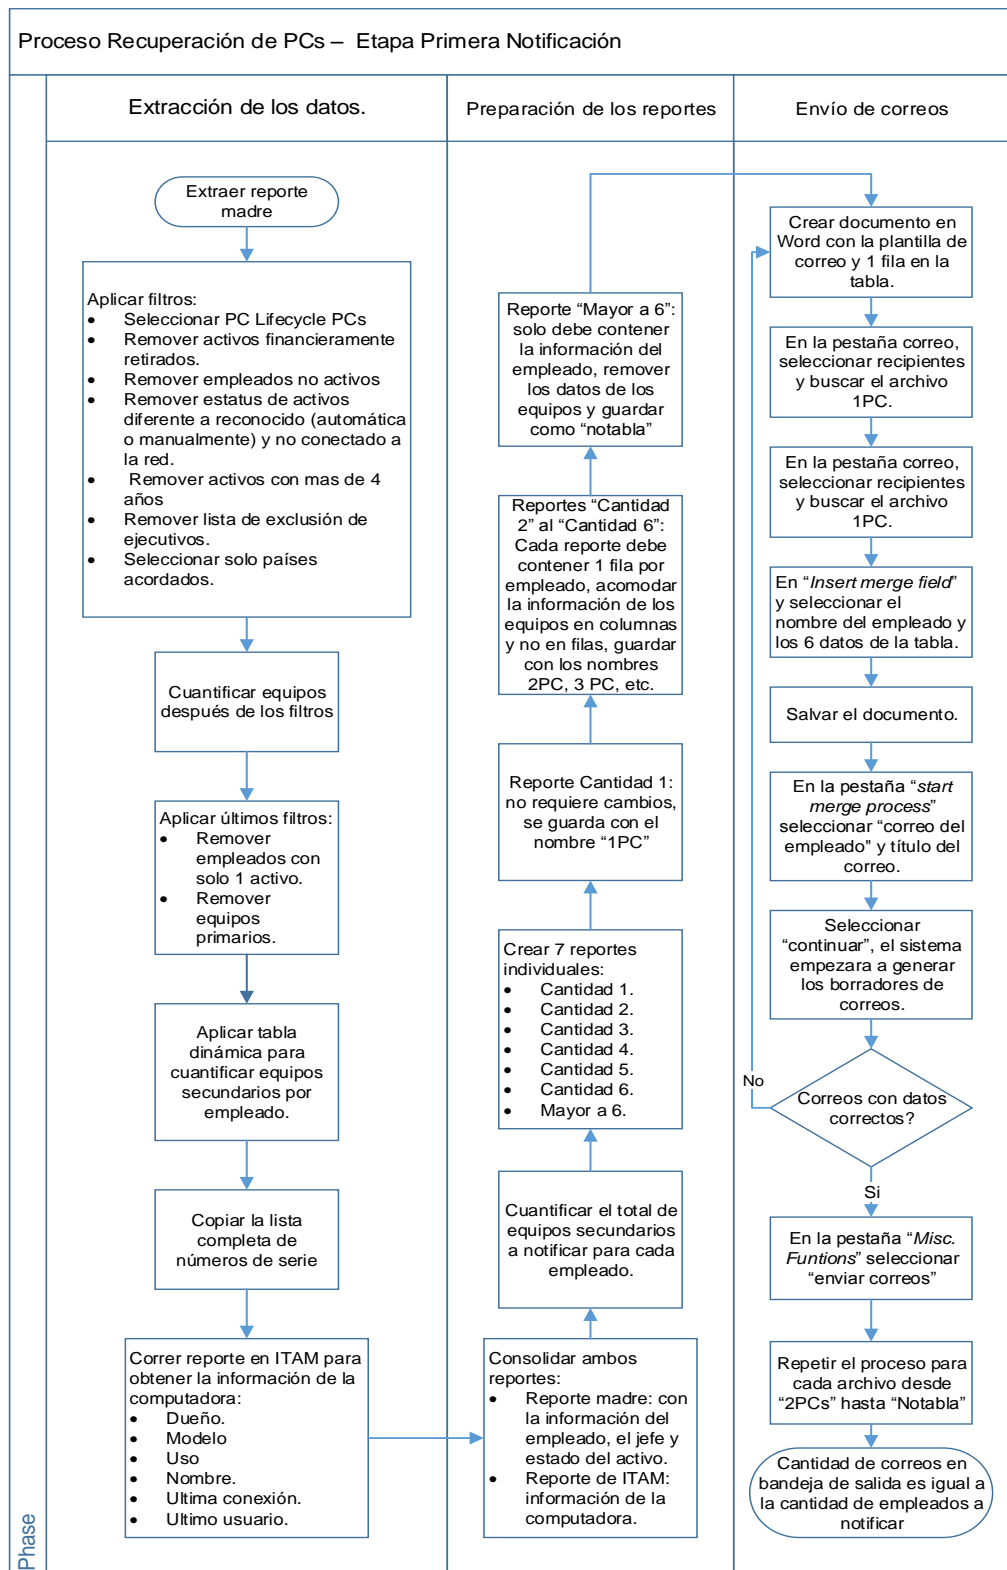 Proceso Recuperación de PCs –  Etapa Primera Notificación
Phase
Extracción de los datos.
Extraer reporte
madre
Aplicar filtros:
• Seleccionar PC Lifecycle PCs
• Remover activos financieramente
retirados.
• Remover empleados no activos
• Remover estatus de activos
diferente a reconocido (automática
o manualmente) y no conectado a
la red.
• Remover activos con mas de 4
años
• Remover lista de exclusión de
ejecutivos.
• Seleccionar solo países
acordados.
Cuantificar equipos
después de los filtros
Aplicar últimos filtros:
• Remover
empleados con
solo 1 activo.
• Remover
equipos
primarios.
Aplicar tabla
dinámica para
cuantificar equipos
secundarios por
empleado.
Copiar la lista
completa de
números de serie
Correr reporte en ITAM para
obtener la información de la
computadora:
• Dueño.
• Modelo
• Uso
• Nombre.
• Ultima conexión.
• Ultimo usuario.
Preparación de los reportes
Consolidar ambos
reportes:
• Reporte madre: con
la información del
empleado, el jefe y
estado del activo.
• Reporte de ITAM:
información de la
computadora.
Cuantificar el total de
equipos secundarios
a notificar para cada
empleado.
Crear 7 reportes
individuales:
• Cantidad 1.
• Cantidad 2.
• Cantidad 3.
• Cantidad 4.
• Cantidad 5.
• Cantidad 6.
• Mayor a 6.
Reporte Cantidad 1:
no requiere cambios,
se guarda con el
nombre “1PC”
Reportes “Cantidad
2” al “Cantidad 6”:
Cada reporte debe
contener 1 fila por
empleado, acomodar
la información de los
equipos en columnas
y no en filas, guardar
con los nombres
2PC, 3 PC, etc.
Reporte “Mayor a 6”:
solo debe contener
la información del
empleado, remover
los datos de los
equipos y guardar
como “notabla”
Envío de correos
Crear documento en
Word con la plantilla de
correo y 1 fila en la
tabla.
En la pestaña correo,
seleccionar recipientes
y buscar el archivo
1PC.
En la pestaña correo,
seleccionar recipientes
y buscar el archivo
1PC.
En “Insert merge field”
y seleccionar el
nombre del empleado y
los 6 datos de la tabla.
Salvar el documento.
En la pestaña “start
merge process”
seleccionar “correo del
empleado” y título del
correo.
Seleccionar
“continuar”, el sistema
empezara a generar
los borradores de
correos.
Correos con datos
correctos?
No
Si
En la pestaña “Misc.
Funtions” seleccionar
“enviar correos”
Repetir el proceso para
cada archivo desde
“2PCs” hasta “Notabla”
Cantidad de correos en
bandeja de salida es igual a
la cantidad de empleados a
notificar